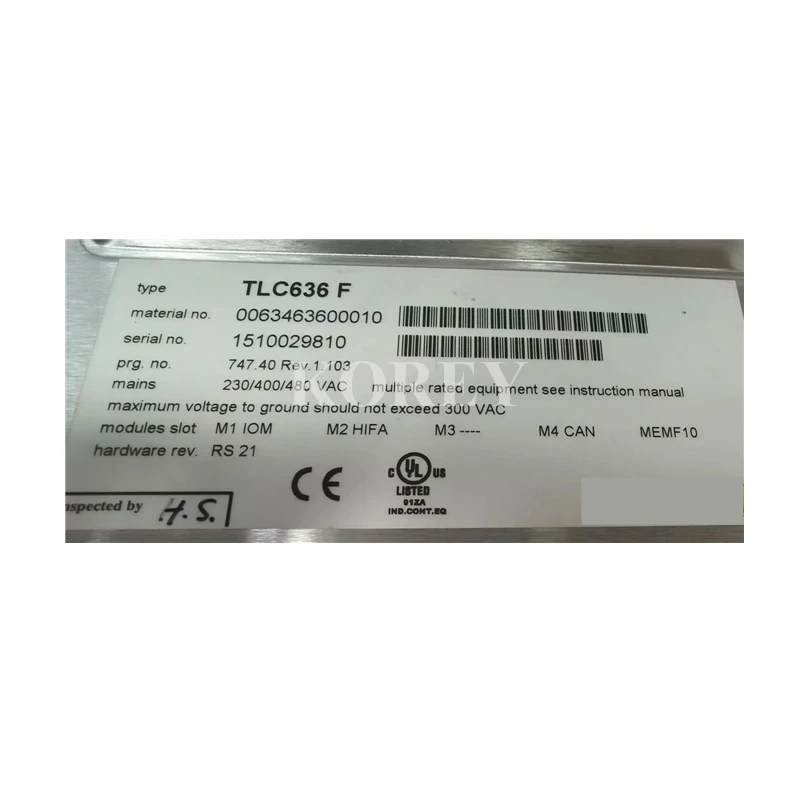 type TLC636 F
material no. 0063463600010
serial no. 1510029810
prg. no. 747.40 Rev.1.103
mains 230/400/480 VAC multiple rated equipment see instruction manual
maximum voltage to ground should not exceed 300 VAC
modules slot M1 IOM M2 HIFA M3 ---- M4 CAN MEMF10
hardware rev. RS 21
KOREY
CE
C UL US
LISTED
91ZA
IND.CONT.EQ
nspected by H.S.